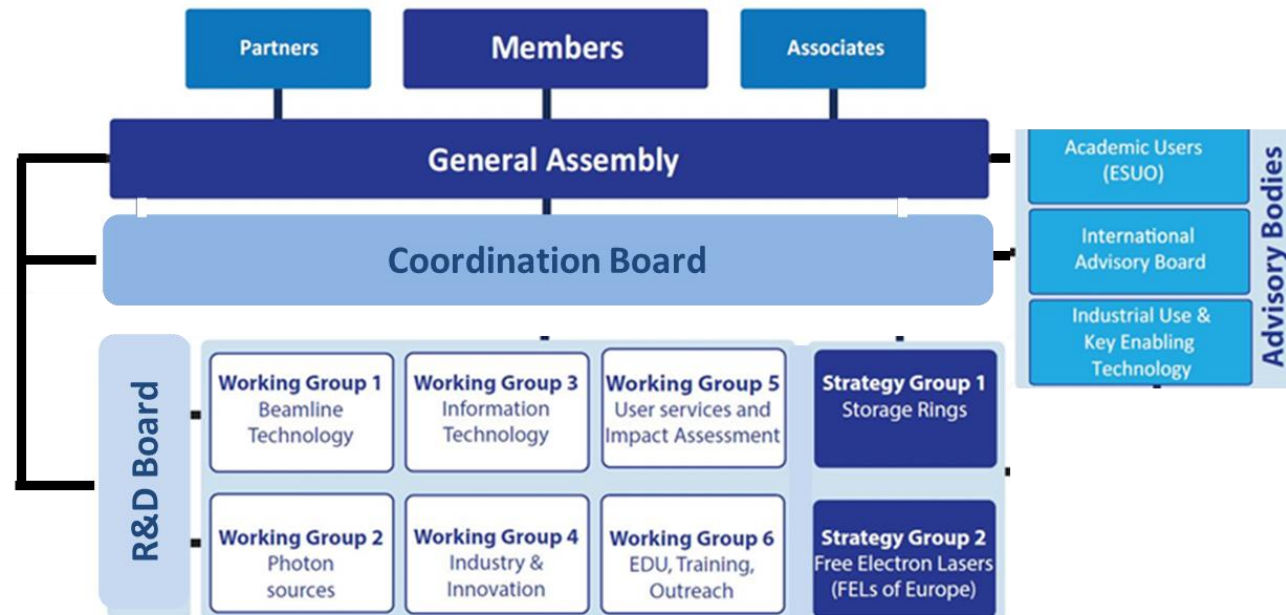 Partners
Members
Associates
General Assembly
Coordination Board
Academic Users
(ESUO)
International
Advisory Board
Industrial Use &
Key Enabling
Technology
Advisory Bodies
R&D Board
Working Group 1
Beamline
Technology
Working Group 3
Information
Technology
Working Group 5
User services and
Impact Assessment
Strategy Group 1
Storage Rings
Working Group 2
Photon
sources
Working Group 4
Industry &
Innovation
Working Group 6
EDU, Training,
Outreach
Strategy Group 2
Free Electron Lasers
(FELs of Europe)